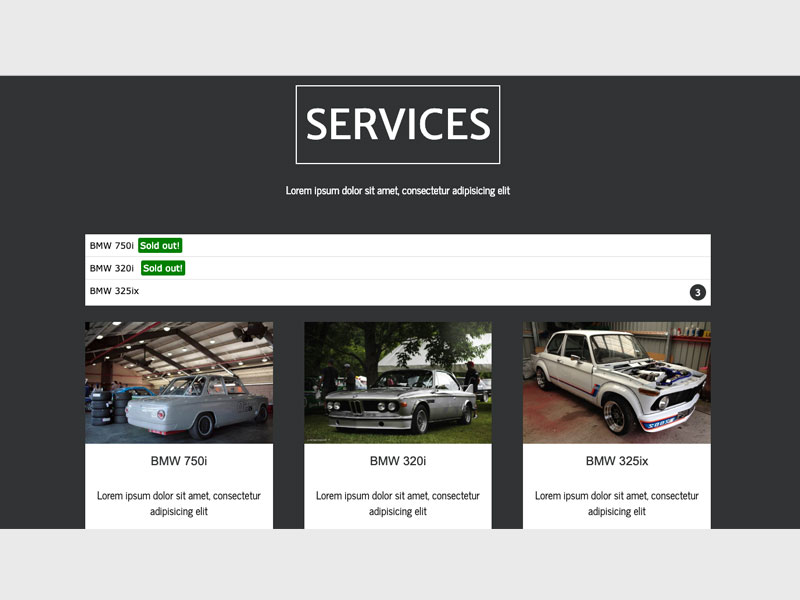 SERVICES
Lorem ipsum dolor sit amet, consectetur adipisicing elit
BMW 750i Sold out!
BMW 320i Sold out!
BMW 325ix 3
BMW 750i
Lorem ipsum dolor sit amet, consectetur
adipisicing elit
BMW 320i
Lorem ipsum dolor sit amet, consectetur
adipisicing elit
BMW 325ix
Lorem ipsum dolor sit amet, consectetur
adipisicing elit